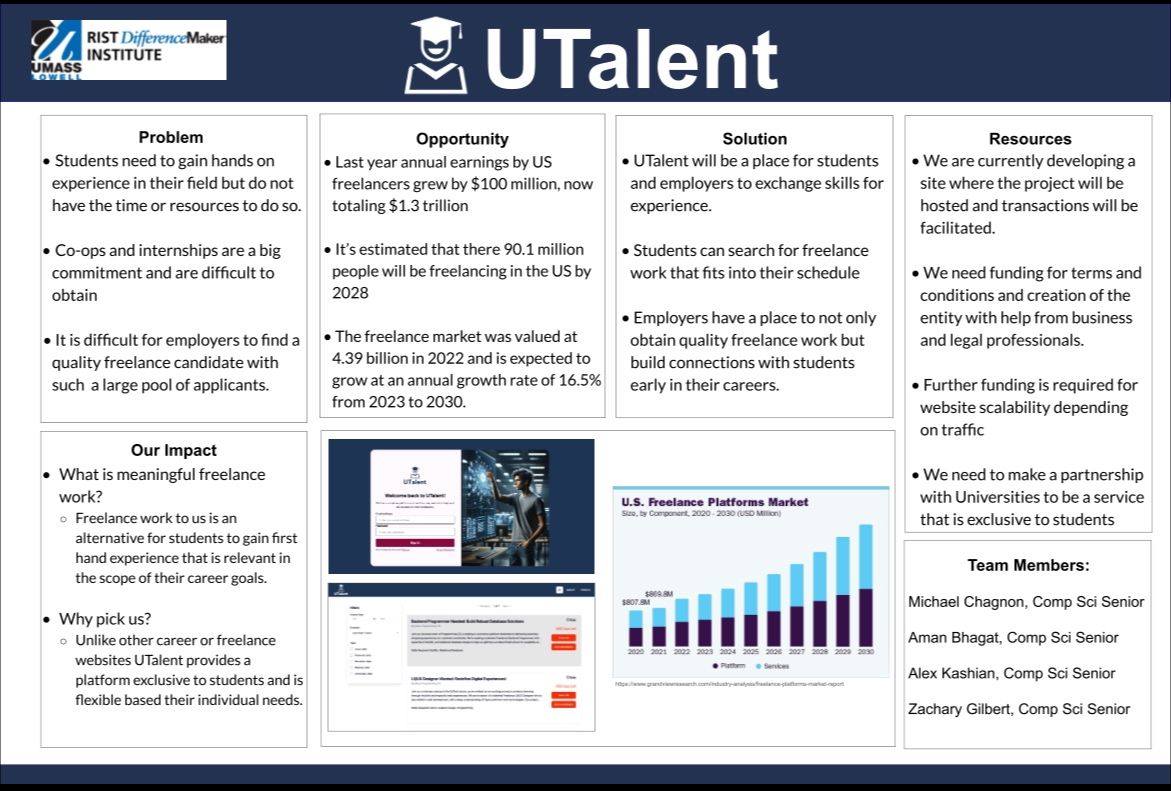 UMASS
LOWELL
RIST DifferenceMaker
INSTITUTE
UTalent
Problem
• Students need to gain hands on
experience in their field but do not
have the time or resources to do so.
• Co-ops and internships are a big
commitment and are difficult to
obtain
• It is difficult for employers to find a
quality freelance candidate with
such a large pool of applicants.
Opportunity
• Last year annual earnings by US
freelancers grew by $100 million, now
totaling $1.3 trillion
• It’s estimated that there 90.1 million
people will be freelancing in the US by
2028
• The freelance market was valued at
4.39 billion in 2022 and is expected to
grow at an annual growth rate of 16.5%
from 2023 to 2030.
Solution
• UTalent will be a place for students
and employers to exchange skills for
experience.
• Students can search for freelance
work that fits into their schedule
• Employers have a place to not only
obtain quality freelance work but
build connections with students
early in their careers.
Resources
• We are currently developing a
site where the project will be
hosted and transactions will be
facilitated.
• We need funding for terms and
conditions and creation of the
entity with help from business
and legal professionals.
• Further funding is required for
website scalability depending
on traffic
• We need to make a partnership
with Universities to be a service
that is exclusive to students
Our Impact
• What is meaningful freelance
work?
○ Freelance work to us is an
alternative for students to gain first
hand experience that is relevant in
the scope of their career goals.
• Why pick us?
○ Unlike other career or freelance
websites UTalent provides a
platform exclusive to students and is
flexible based their individual needs.
UTalent
Welcome back to UTalent!
Backend Programmer Needed: Build Robust Database Solutions
UI/UX Designer Wanted: Redefine Digital Experiences!
U.S. Freelance Platforms Market
Size, by Component, 2020 - 2030 (USD Million)
$807.8M
$869.8M
2020 2021 2022 2023 2024 2025 2026 2027 2028 2029 2030
Platform Services
https://www.grandviewresearch.com/industry-analysis/freelance-platforms-market-report
Team Members:
Michael Chagnon, Comp Sci Senior
Aman Bhagat, Comp Sci Senior
Alex Kashian, Comp Sci Senior
Zachary Gilbert, Comp Sci Senior